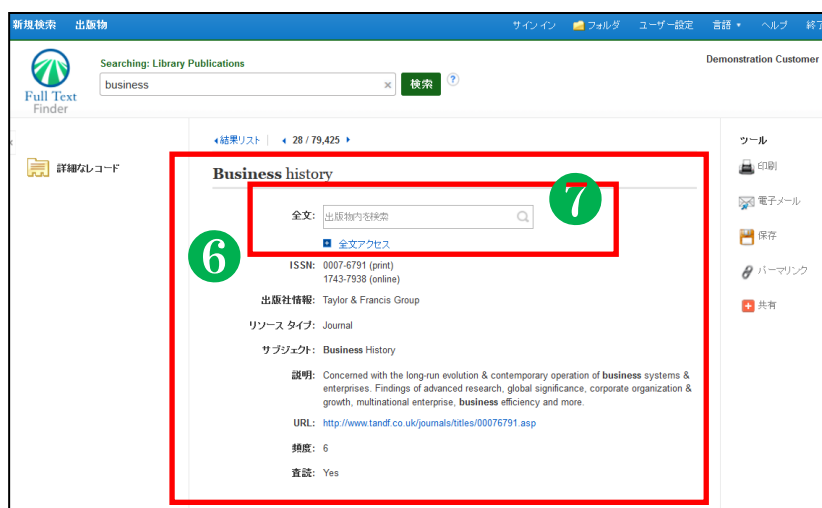 新規検索 出版物 サインイン フォルダ ユーザー設定 言語 ヘルプ 終了
Searching: Library Publications Demonstration Customer
business × 検索 ?
Full Text
Finder
結果リスト 28 / 79,425 ツール
詳細なレコード
Business history
印刷
電子メール
保存
パーマリンク
共有
7
全文: 出版物内を検索
全文アクセス
6
ISSN: 0007-6791 (print)
1743-7938 (online)
出版社情報: Taylor & Francis Group
リソース タイプ: Journal
サブジェクト: Business History
説明: Concerned with the long-run evolution & contemporary operation of business systems &
enterprises. Findings of advanced research, global significance, corporate organization &
growth, multinational enterprise, business efficiency and more.
URL: http://www.tandf.co.uk/journals/titles/00076791.asp
頻度: 6
査読: Yes